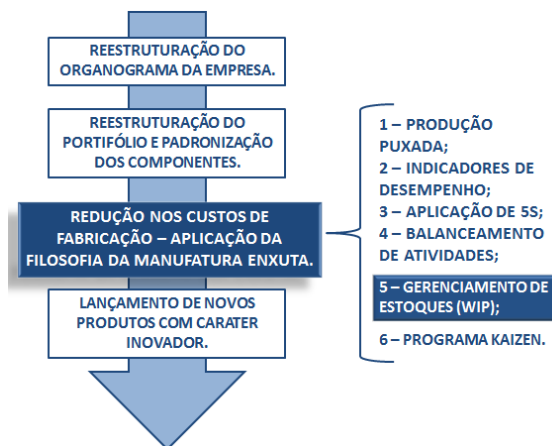 REESTRUTURAÇÃO DO
ORGANOGRAMA DA EMPRESA.
REESTRUTURAÇÃO DO
PORTIFÓLIO E PADRONIZAÇÃO
DOS COMPONENTES.
REDUÇÃO NOS CUSTOS DE
FABRICAÇÃO – APLICAÇÃO DA
FILOSOFIA DA MANUFATURA ENXUTA.
LANÇAMENTO DE NOVOS
PRODUTOS COM CARATER
INOVADOR.
1 – PRODUÇÃO
PUXADA;
2 – INDICADORES DE
DESEMPENHO;
3 – APLICAÇÃO DE 5S;
4 – BALANCEAMENTO
DE ATIVIDADES;
5 – GERENCIAMENTO DE
ESTOQUES (WIP);
6 – PROGRAMA KAIZEN.